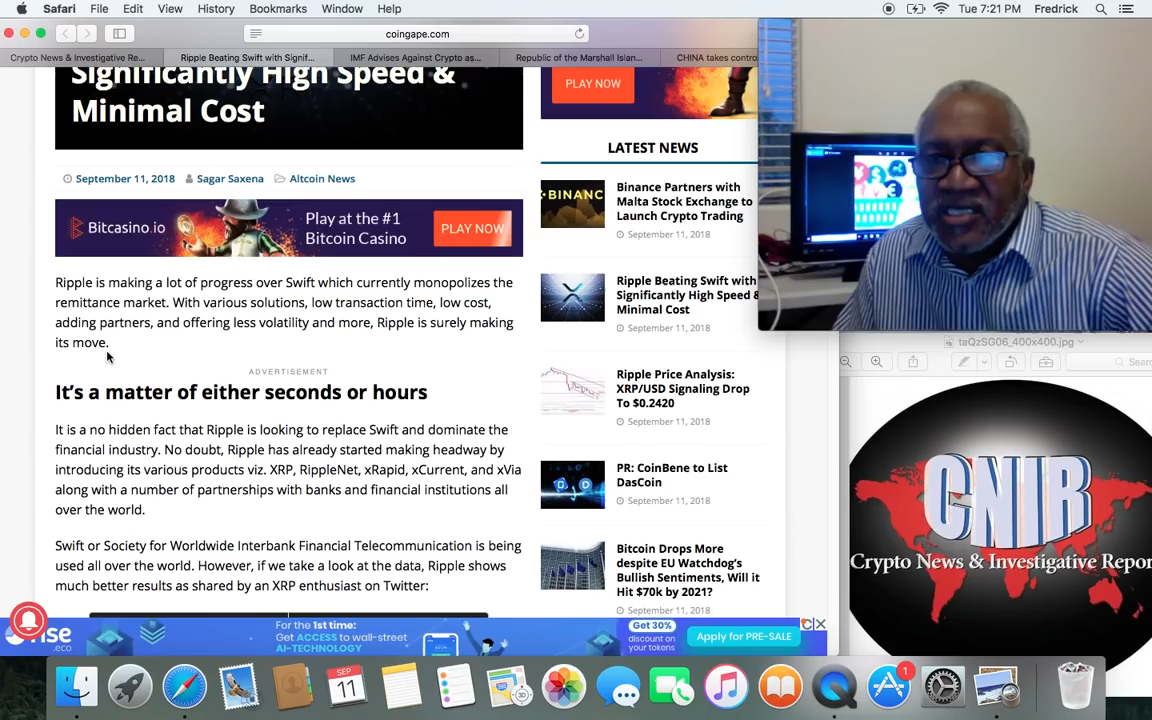 Safari File Edit View History Bookmarks Window Help
Tue 7:21 PM Fredrick
coingape.com
Crypto News & Investigative Re...
Ripple Beating Swift with Signif...
IMF Advises Against Crypto as...
Republic of the Marshall Islan...
CHINA takes contro
Significantly High Speed &
Minimal Cost
September 11, 2018 Sagar Saxena Altcoin News
Bitcasino.io
Play at the #1
Bitcoin Casino
PLAY NOW
Ripple is making a lot of progress over Swift which currently monopolizes the
remittance market. With various solutions, low transaction time, low cost,
adding partners, and offering less volatility and more, Ripple is surely making
its move.
ADVERTISEMENT
It's a matter of either seconds or hours
It is a no hidden fact that Ripple is looking to replace Swift and dominate the
financial industry. No doubt, Ripple has already started making headway by
introducing its various products viz. XRP, RippleNet, xRapid, xCurrent, and xVia
along with a number of partnerships with banks and financial institutions all
over the world.
Swift or Society for Worldwide Interbank Financial Telecommunication is being
used all over the world. However, if we take a look at the data, Ripple shows
much better results as shared by an XRP enthusiast on Twitter:
PLAY NOW
LATEST NEWS
BINANC
Binance Partners with
Malta Stock Exchange to
Launch Crypto Trading
September 11, 2018
Ripple Beating Swift with
Significantly High Speed &
Minimal Cost
September 11, 2018
Ripple Price Analysis:
XRP/USD Signaling Drop
To $0.2420
September 11, 2018
PR: CoinBene to List
DasCoin
September 11, 2018
Bitcoin Drops More
despite EU Watchdog's
Bullish Sentiments, Will it
Hit $70k by 2021?
September 11, 2018
taQzSG06_400x400.jpg
CNIR
Crypto News & Investigative Repor
.eco
For the 1st time:
Get ACCESS to wall-street
AI-TECHNOLOGY
Get 30%
discount on
your tokens
Apply for PRE-SALE
SEP
11
3D
1